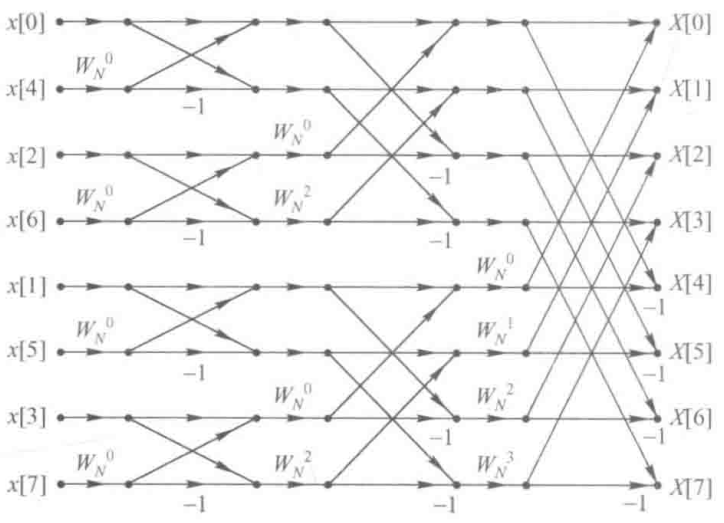 x[0] X[0]
W_N^0
x[4] -1 X[1]
W_N^0
x[2] -1 X[2]
W_N^0 W_N^2
x[6] -1 -1 X[3]
W_N^0
x[1] X[4]
-1
W_N^0 W_N^1
x[5] -1 X[5]
-1
W_N^0 W_N^2
x[3] -1 X[6]
-1
W_N^0 W_N^2 W_N^3
x[7] -1 -1 -1 X[7]